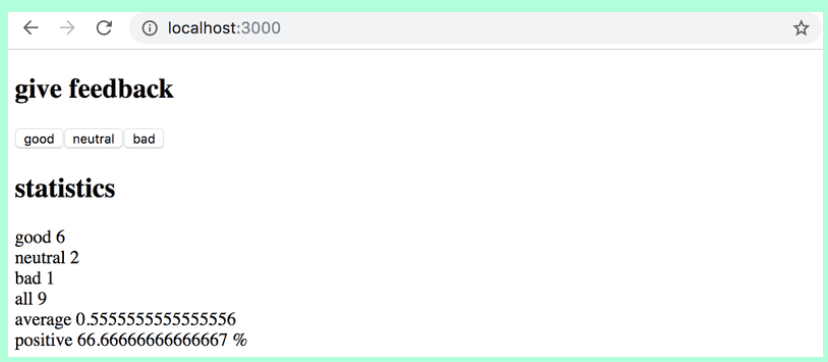 localhost:3000
give feedback
good neutral bad
statistics
good 6
neutral 2
bad 1
all 9
average 0.5555555555555556
positive 66.66666666666667 %